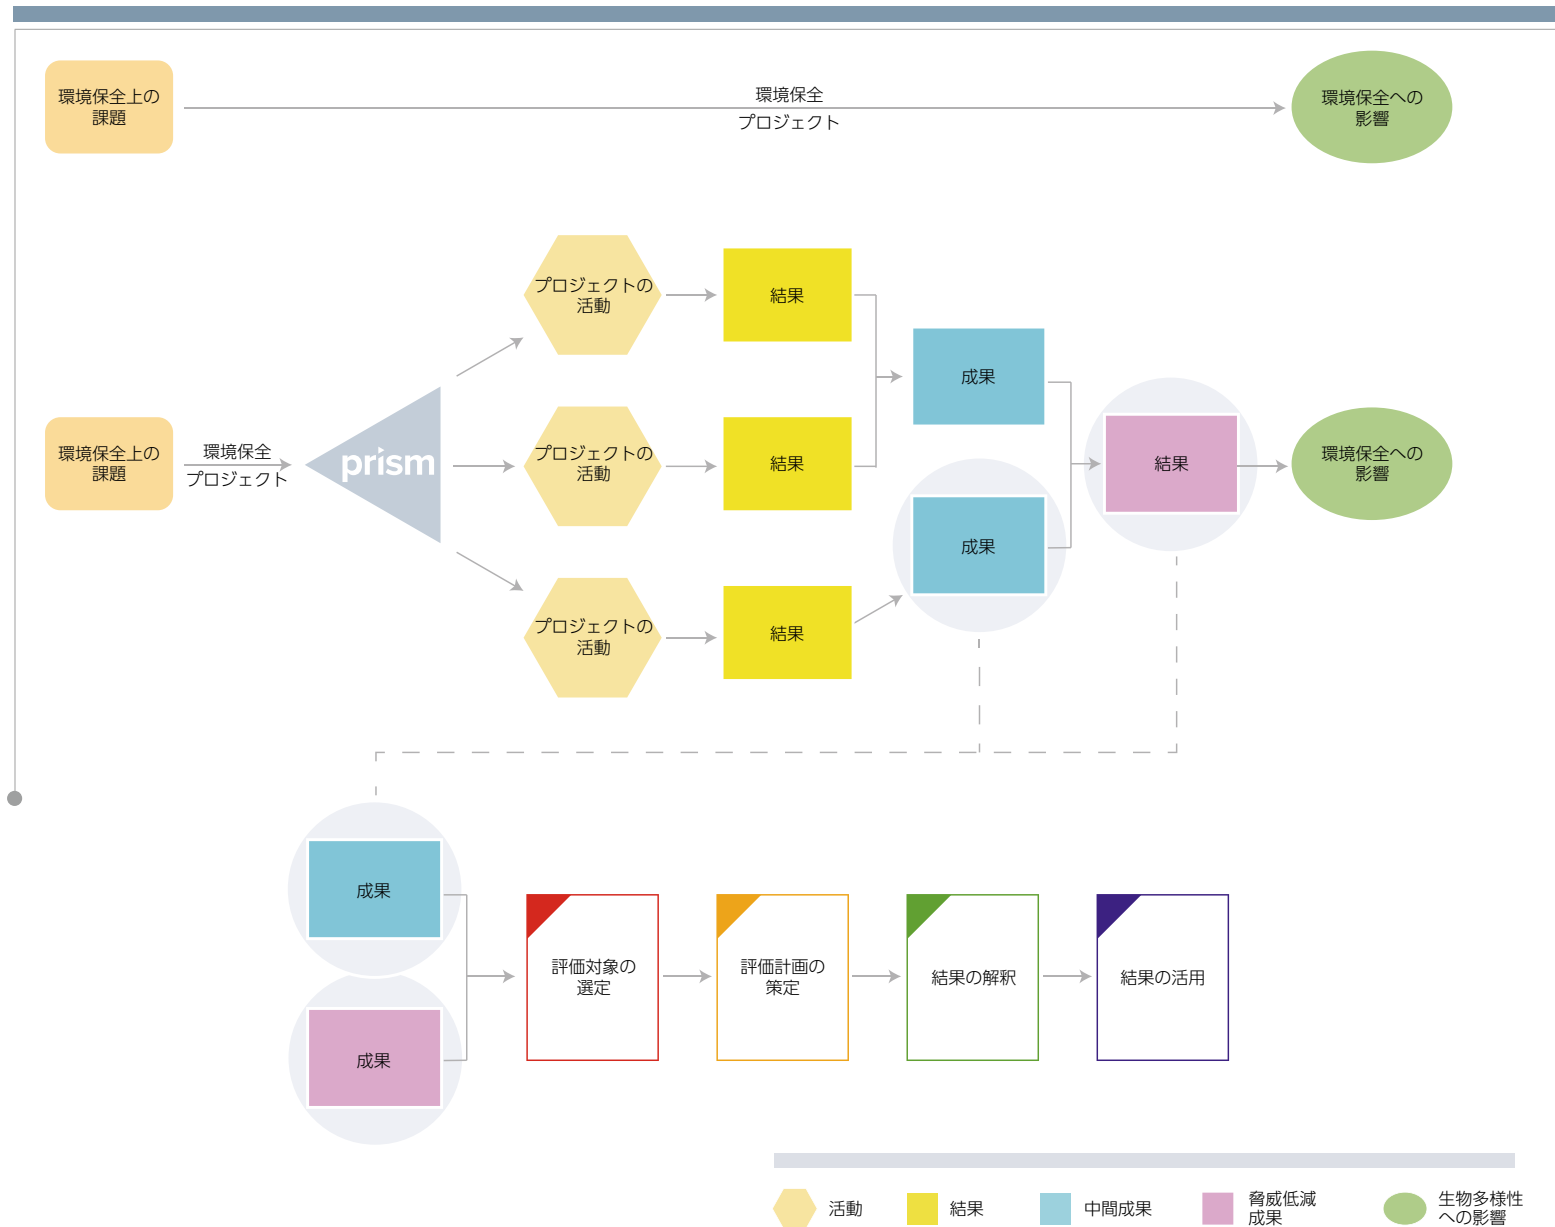 環境保全上の
課題
環境保全
プロジェクト
環境保全への
影響
プロジェクトの
活動
結果
成果
環境保全上の
課題
環境保全
プロジェクト
prism
プロジェクトの
活動
結果
成果
結果
環境保全への
影響
プロジェクトの
活動
結果
成果
成果
評価対象の
選定
評価計画の
策定
結果の解釈
結果の活用
活動
結果
中間成果
脅威低減
成果
生物多様性
への影響